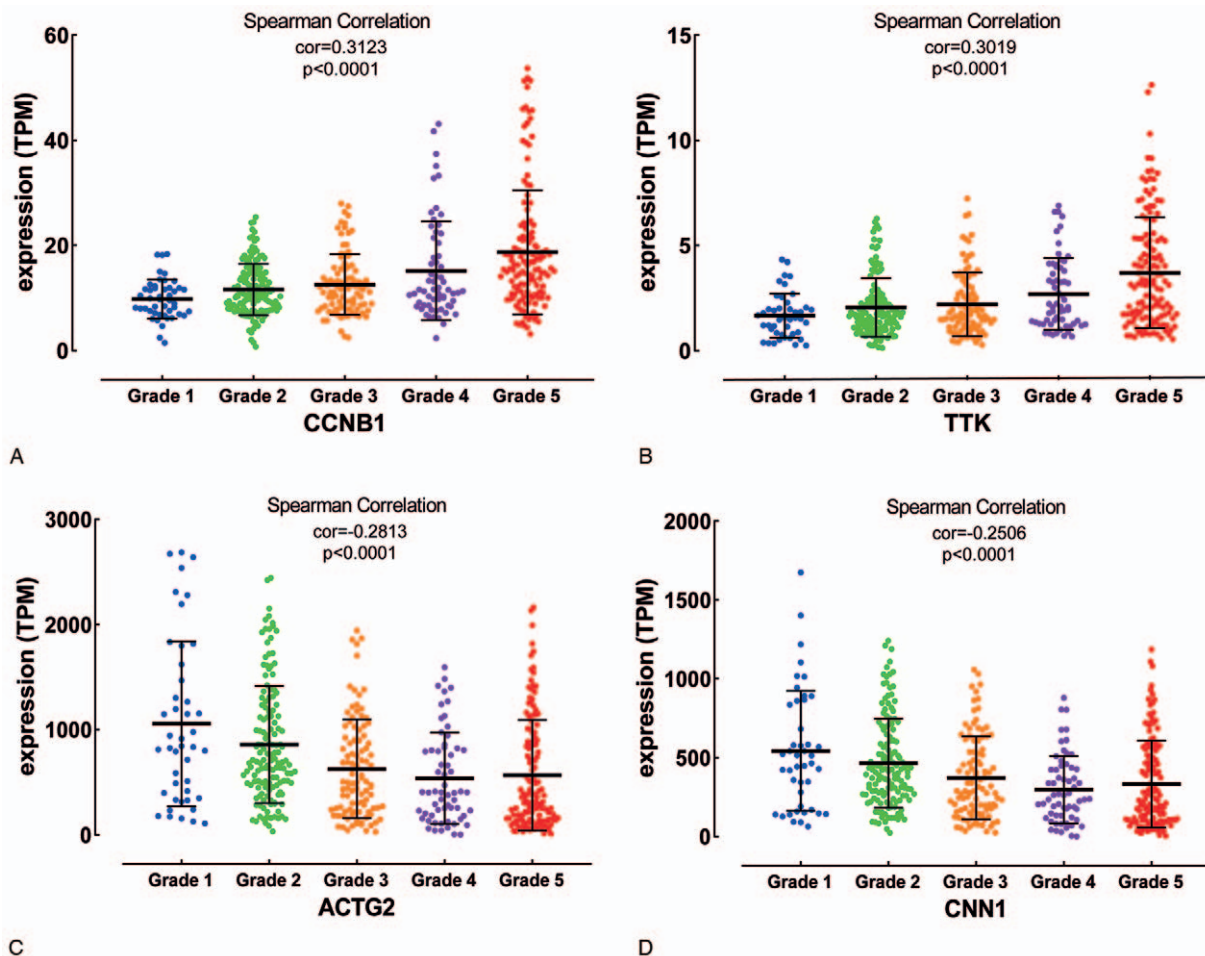 Spearman Correlation
cor=0.3123
p<0.0001
expression (TPM)
60
40
20
0
Grade 1 Grade 2 Grade 3 Grade 4 Grade 5
CCNB1
A
Spearman Correlation
cor=0.3019
p<0.0001
expression (TPM)
15
10
5
0
Grade 1 Grade 2 Grade 3 Grade 4 Grade 5
TTK
B
Spearman Correlation
cor=-0.2813
p<0.0001
expression (TPM)
3000
2000
1000
0
Grade 1 Grade 2 Grade 3 Grade 4 Grade 5
ACTG2
C
Spearman Correlation
cor=-0.2506
p<0.0001
expression (TPM)
2000
1500
1000
500
0
Grade 1 Grade 2 Grade 3 Grade 4 Grade 5
CNN1
D